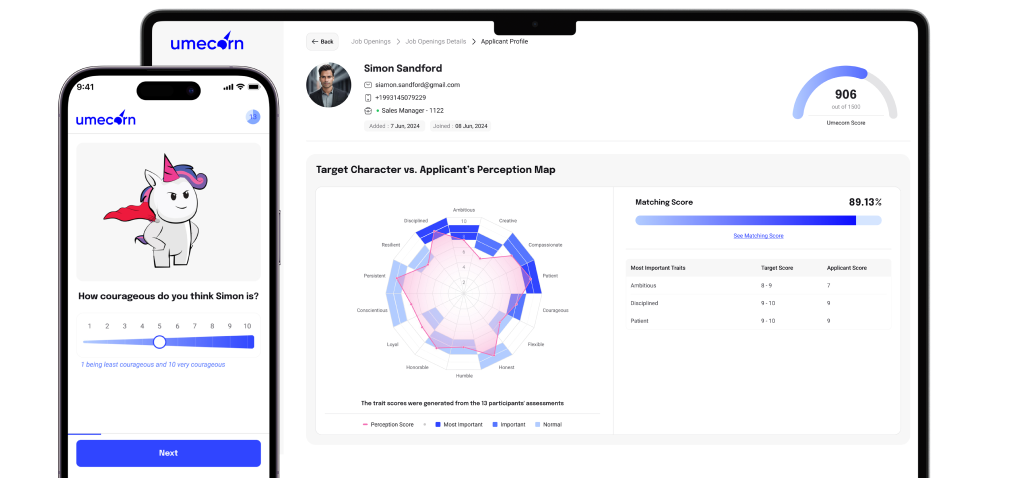 umecorn
← Back
Job Openings > Job Openings Details > Applicant Profile
Simon Sandford
siamon.sandford@gmail.com
+1993145079229
Sales Manager - 1122
Added : 7 Jun, 2024
Joined : 08 Jun, 2024
906
out of 1500
Umecorn Score
Target Character vs. Applicant's Perception Map
Ambitious
Creative
Compassionate
Patient
Courageous
Flexible
Honest
Humble
Honorable
Loyal
Conscientious
Persistent
Resilient
Disciplined
10
8
6
4
2
The trait scores were generated from the 13 participants' assessments
Perception Score
Most Important
Important
Normal
Matching Score
89.13%
See Matching Score
Most Important Traits Target Score Applicant Score
Ambitious 8 - 9 7
Disciplined 9 - 10 9
Patient 9 - 10 9
9:41
umecorn
13
How courageous do you think Simon is?
1 2 3 4 5 6 7 8 9 10
1 being least courageous and 10 very courageous
Next